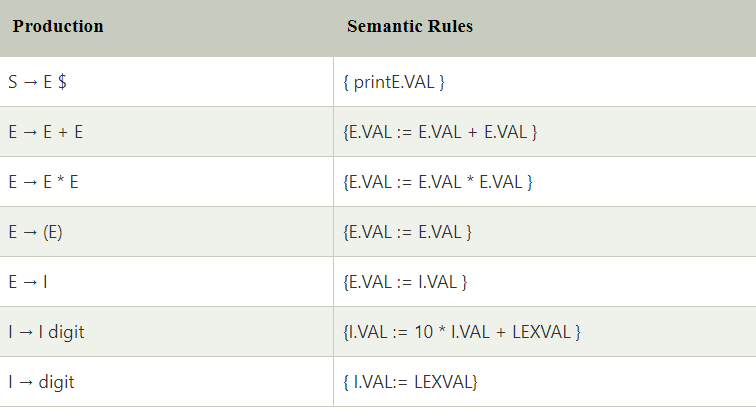 Production Semantic Rules
S → E $ { printE.VAL }
E → E + E {E.VAL := E.VAL + E.VAL }
E → E * E {E.VAL := E.VAL * E.VAL }
E → (E) {E.VAL := E.VAL }
E → I {E.VAL := I.VAL }
I → I digit {I.VAL := 10 * I.VAL + LEXVAL }
I → digit { I.VAL:= LEXVAL}